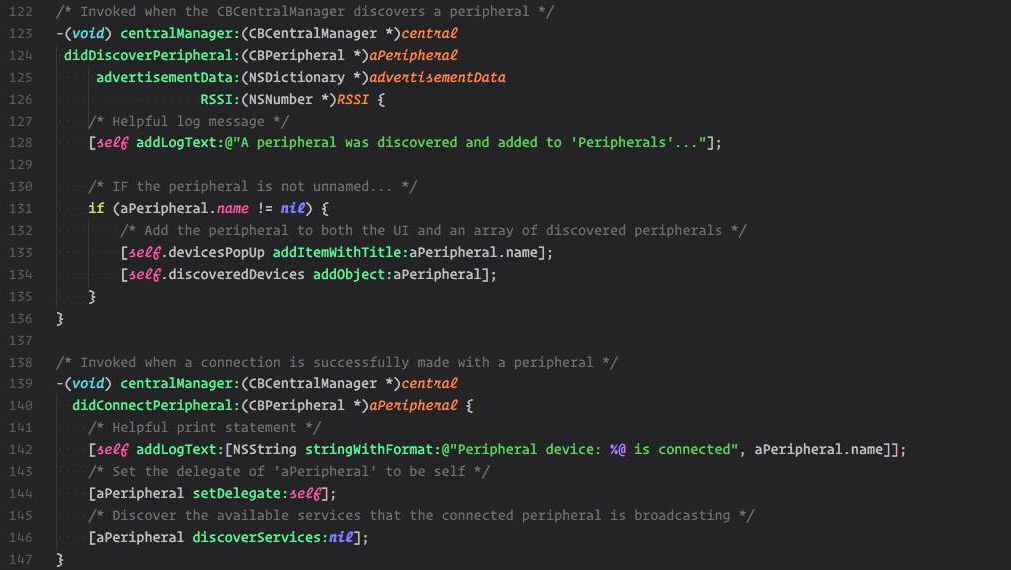 122 /* Invoked when the CBCentralManager discovers a peripheral */
123 -(void) centralManager:(CBCentralManager *)central
124  didDiscoverPeripheral:(CBPeripheral *)aPeripheral
125      advertisementData:(NSDictionary *)advertisementData
126                   RSSI:(NSNumber *)RSSI {
127     /* Helpful log message */
128     [self addLogText:@"A peripheral was discovered and added to 'Peripherals'..."];
129
130     /* IF the peripheral is not unnamed... */
131     if (aPeripheral.name != nil) {
132         /* Add the peripheral to both the UI and an array of discovered peripherals */
133         [self.devicesPopUp addItemWithTitle:aPeripheral.name];
134         [self.discoveredDevices addObject:aPeripheral];
135     }
136 }
137
138 /* Invoked when a connection is successfully made with a peripheral */
139 -(void) centralManager:(CBCentralManager *)central
140   didConnectPeripheral:(CBPeripheral *)aPeripheral {
141     /* Helpful print statement */
142     [self addLogText:[NSString stringWithFormat:@"Peripheral device: %@ is connected", aPeripheral.name]];
143     /* Set the delegate of 'aPeripheral' to be self */
144     [aPeripheral setDelegate:self];
145     /* Discover the available services that the connected peripheral is broadcasting */
146     [aPeripheral discoverServices:nil];
147 }